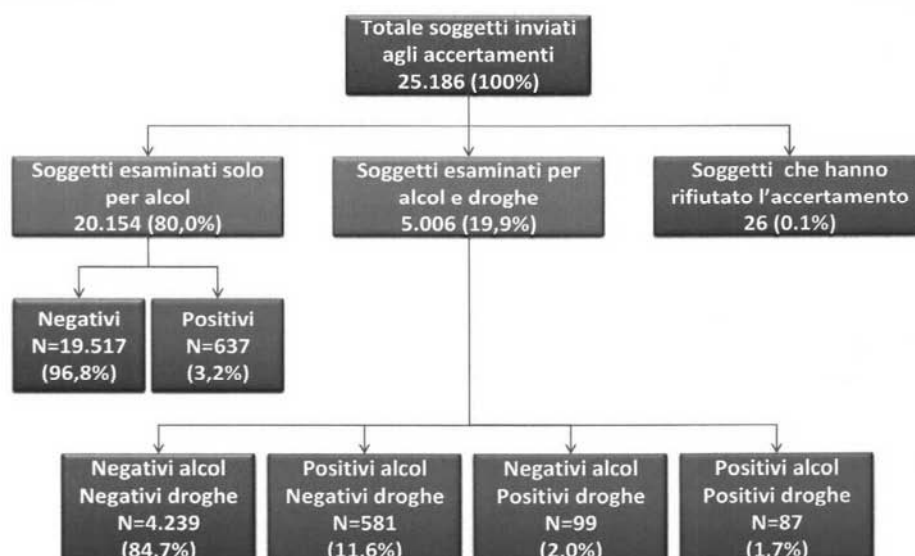 Totale soggetti inviati
agli accertamenti
25.186 (100%)
Soggetti esaminati solo
per alcol
20.154 (80,0%)
Soggetti esaminati per
alcol e droghe
5.006 (19,9%)
Soggetti che hanno
rifiutato l'accertamento
26 (0.1%)
Negativi
N=19.517
(96,8%)
Positivi
N=637
(3,2%)
Negativi alcol
Negativi droghe
N=4.239
(84,7%)
Positivi alcol
Negativi droghe
N=581
(11,6%)
Negativi alcol
Positivi droghe
N=99
(2,0%)
Positivi alcol
Positivi droghe
N=87
(1,7%)